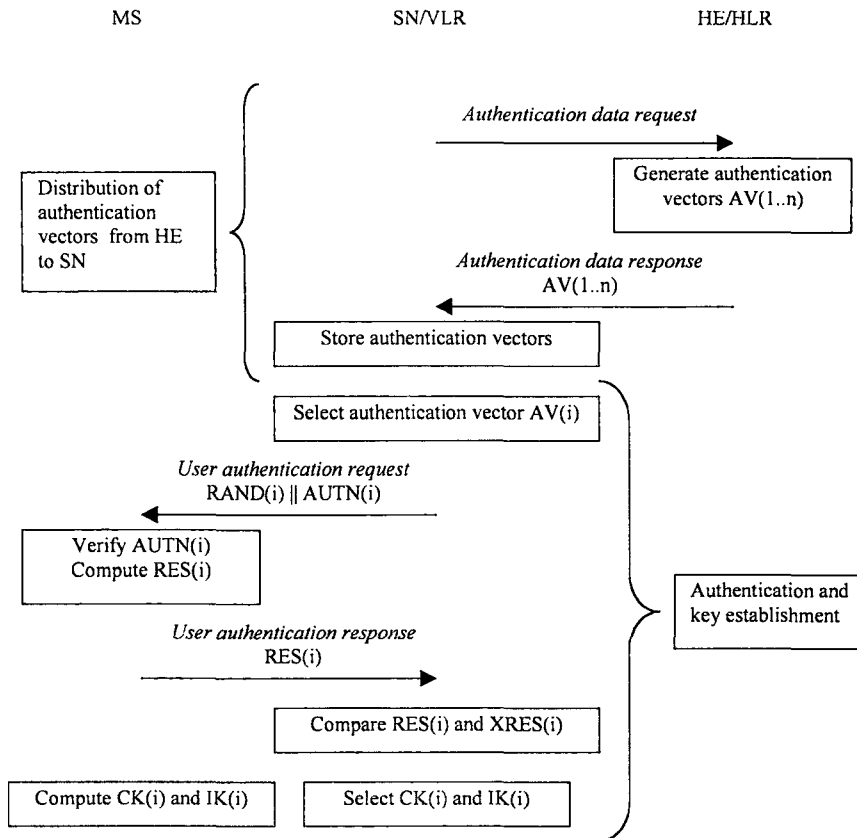 MS
SN/VLR
HE/HLR
Authentication data request
Generate authentication
vectors AV(1..n)
Distribution of
authentication
vectors from HE
to SN
Authentication data response
AV(1..n)
Store authentication vectors
Select authentication vector AV(i)
User authentication request
RAND(i) || AUTN(i)
Verify AUTN(i)
Compute RES(i)
Authentication and
key establishment
User authentication response
RES(i)
Compare RES(i) and XRES(i)
Compute CK(i) and IK(i)
Select CK(i) and IK(i)